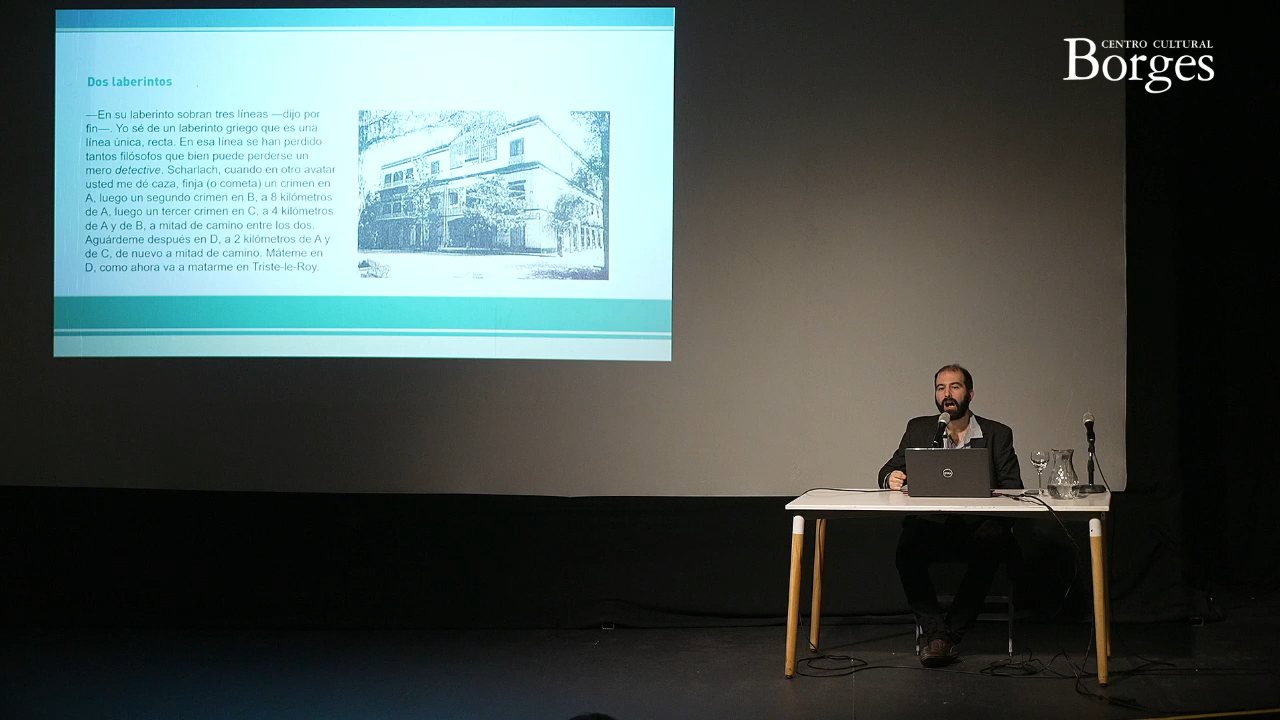 CENTRO CULTURAL
Borges
Dos laberintos
—En su laberinto sobran tres líneas —dijo por
fin—. Yo sé de un laberinto griego que es una
línea única, recta. En esa línea se han perdido
tantos filósofos que bien puede perderse un
mero detective. Scharlach, cuando en otro avatar
usted me dé caza, finja (o cometa) un crimen en
A, luego un segundo crimen en B, a 8 kilómetros
de A, luego un tercer crimen en C, a 4 kilómetros
de A y de B, a mitad de camino entre los dos.
Aguárdeme después en D, a 2 kilómetros de A y
de C, de nuevo a mitad de camino. Máteme en
D, como ahora va a matarme en Triste-le-Roy.
DELL